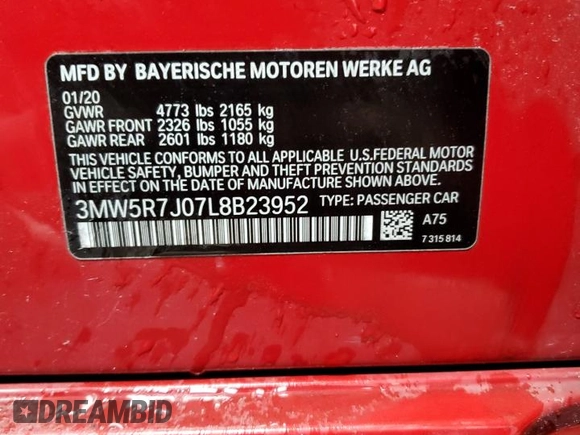 MFD BY BAYERISCHE MOTOREN WERKE AG
01/20
GVWR 4773 lbs 2165 kg
GAWR FRONT 2326 lbs 1055 kg
GAWR REAR 2601 lbs 1180 kg
THIS VEHICLE CONFORMS TO ALL APPLICABLE U.S.FEDERAL MOTOR
VEHICLE SAFETY, BUMPER AND THEFT PREVENTION STANDARDS
IN EFFECT ON THE DATE OF MANUFACTURE SHOWN ABOVE.
3MW5R7J07L8B23952 TYPE: PASSENGER CAR
A75
7 315 814
DREAMBID